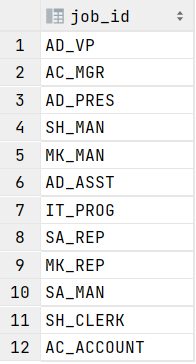 job_id
1 AD_VP
2 AC_MGR
3 AD_PRES
4 SH_MAN
5 MK_MAN
6 AD_ASST
7 IT_PROG
8 SA_REP
9 MK_REP
10 SA_MAN
11 SH_CLERK
12 AC_ACCOUNT